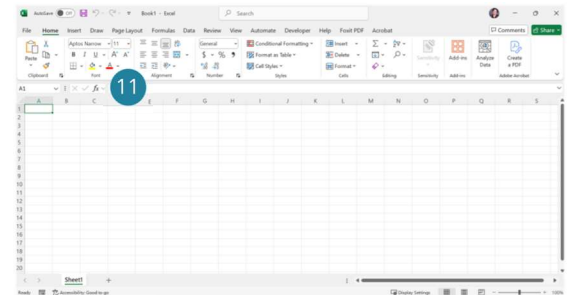 AutoSave Off Book1 - Excel Search
File Home Insert Draw Page Layout Formulas Data Review View Automate Developer Help Foxit PDF Acrobat Comments Share
Aptos Narrow 11 General Conditional Formatting Insert
Paste B I U A A $ % 9 Format as Table Delete Sensitivity Add-ins Analyze Data Create a PDF
Cell Styles Format
Clipboard Font Alignment Number Styles Cells Editing Sensitivity Add-ins Adobe Acrobat
A1 fx 11
A B C E F G H I J K L M N O P Q R S
1
2
3
4
5
6
7
8
9
10
11
12
13
14
15
16
17
18
19
20
Sheet1 +
Ready Accessibility: Good to go Display Settings 100%